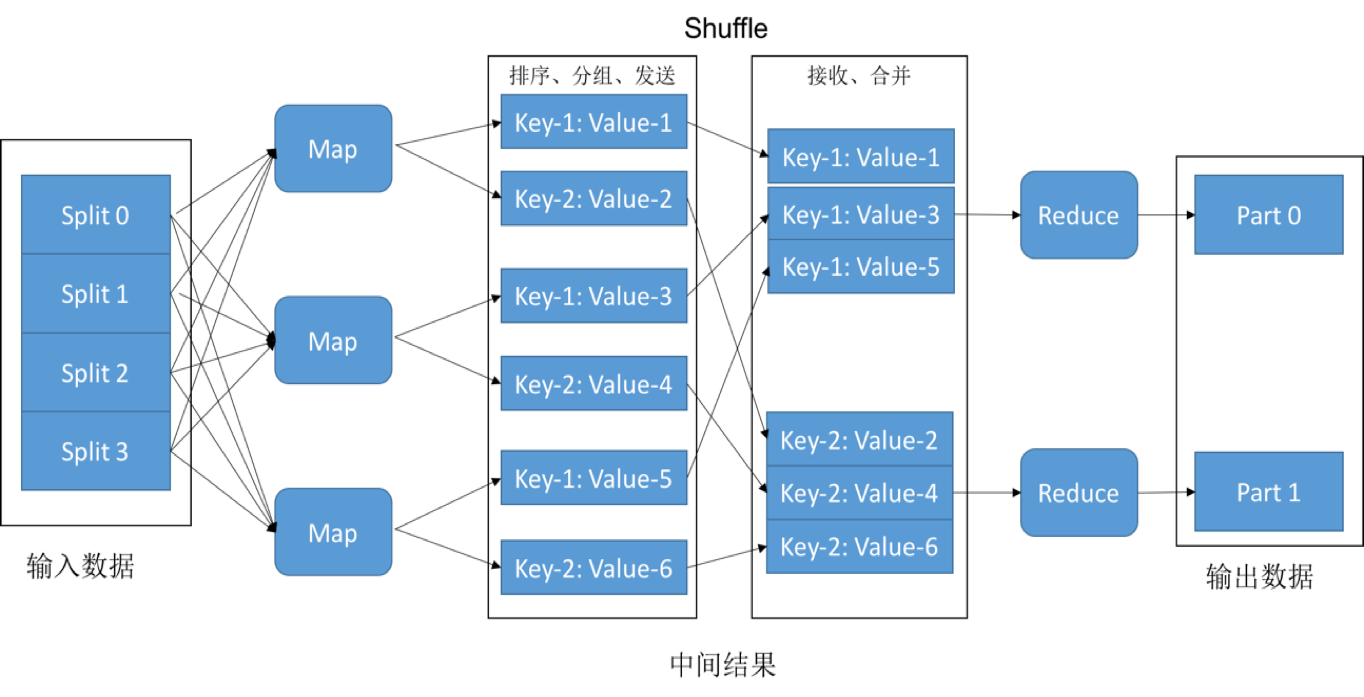 Shuffle
排序、分组、发送
接收、合并
Split 0
Split 1
Split 2
Split 3
输入数据
Map
Map
Map
Key-1: Value-1
Key-2: Value-2
Key-1: Value-3
Key-2: Value-4
Key-1: Value-5
Key-2: Value-6
Key-1: Value-1
Key-1: Value-3
Key-1: Value-5
Key-2: Value-2
Key-2: Value-4
Key-2: Value-6
Reduce
Reduce
Part 0
Part 1
输出数据
中间结果